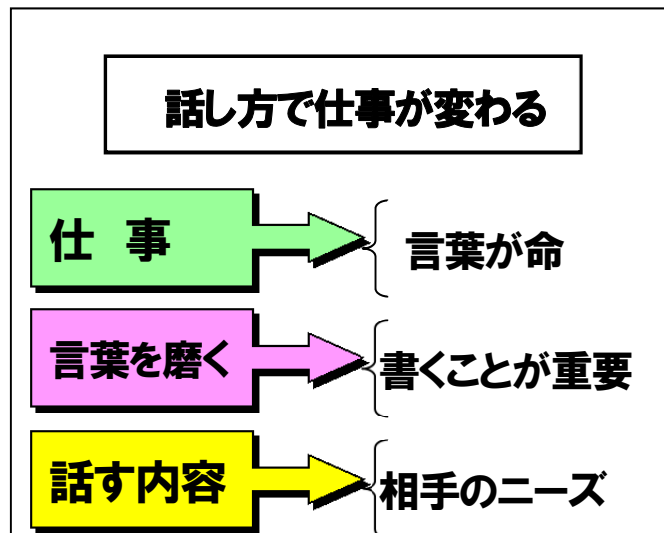 話し方で仕事が変わる
仕 事
言葉が命
言葉を磨く
書くことが重要
話す内容
相手のニーズ